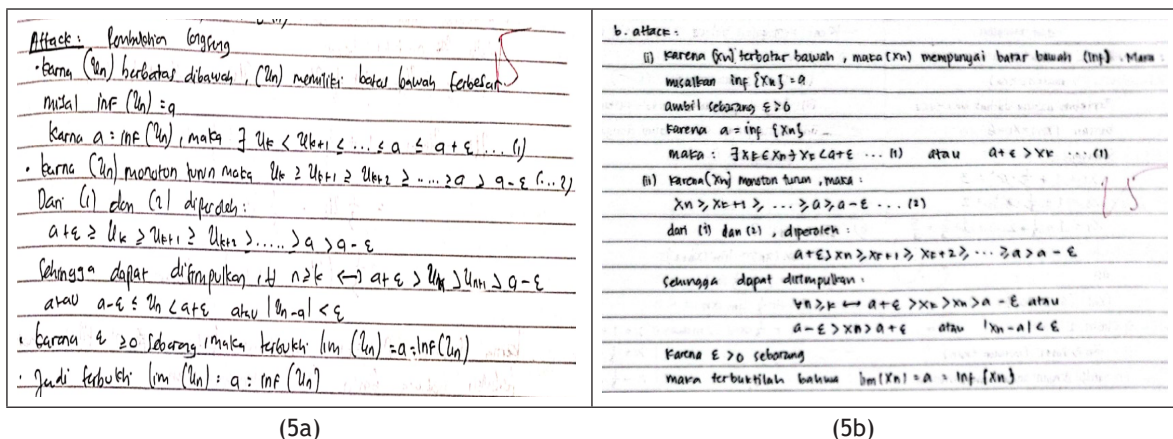 Attack : Pembuktian langsung
15
• karna (Un) berbatas dibawah, (Un) memiliki batas bawah terbesar
misal inf (Un) = a
karna a = inf (Un), maka ∃ Uk < Uk+1 ≤ ... ≤ a ≤ a + ε ... (1)
• karna (Un) monoton turun maka Uk ≥ Uk+1 ≥ Uk+2 ≥ ..... ≥ a > a - ε (...2)
Dari (1) dan (2) diperoleh :
a+ε ≥ Uk > Uk+1 ≥ Uk+2 > ..... > a > a - ε
Sehingga dapat disimpulkan, ∀ n ≥ k ↔ a+ε > Un > Un+1 > a - ε
atau a-ε ≤ Un < a+ε atau |Un - a| < ε
• karena ε ≥ 0 sebarang, maka terbukti lim (Un) = a = inf (Un)
• Jadi terbukti lim (Un) = a = inf (Un)
(5a)
b. attack :
(i) Karena (Xn) terbatas bawah, maka (Xn) mempunyai batas bawah (inf). Maka :
misalkan inf {Xn} = a
ambil sebarang ε > 0
Karena a = inf {Xn}
maka : ∃ Xk ∈ Xn ∋ Xk < a+ε ... (1) atau a+ε > Xk ... (1)
(ii) Karena (Xn) monoton turun, maka :
Xn ≥ Xk+1 ≥ ... ≥ a ≥ a - ε ... (2)
15
dari (i) dan (2), diperoleh :
a+ε > Xn ≥ Xk+1 ≥ Xk+2 ≥ ... ≥ a > a - ε
Sehingga dapat disimpulkan :
∀n ≥ k ↔ a+ε > Xk > Xn > a - ε atau
a - ε > Xn > a + ε atau |Xn - a| < ε
Karena ε > 0 sebarang
maka terbuktilah bahwa lim (Xn) = a = inf {Xn}
(5b)